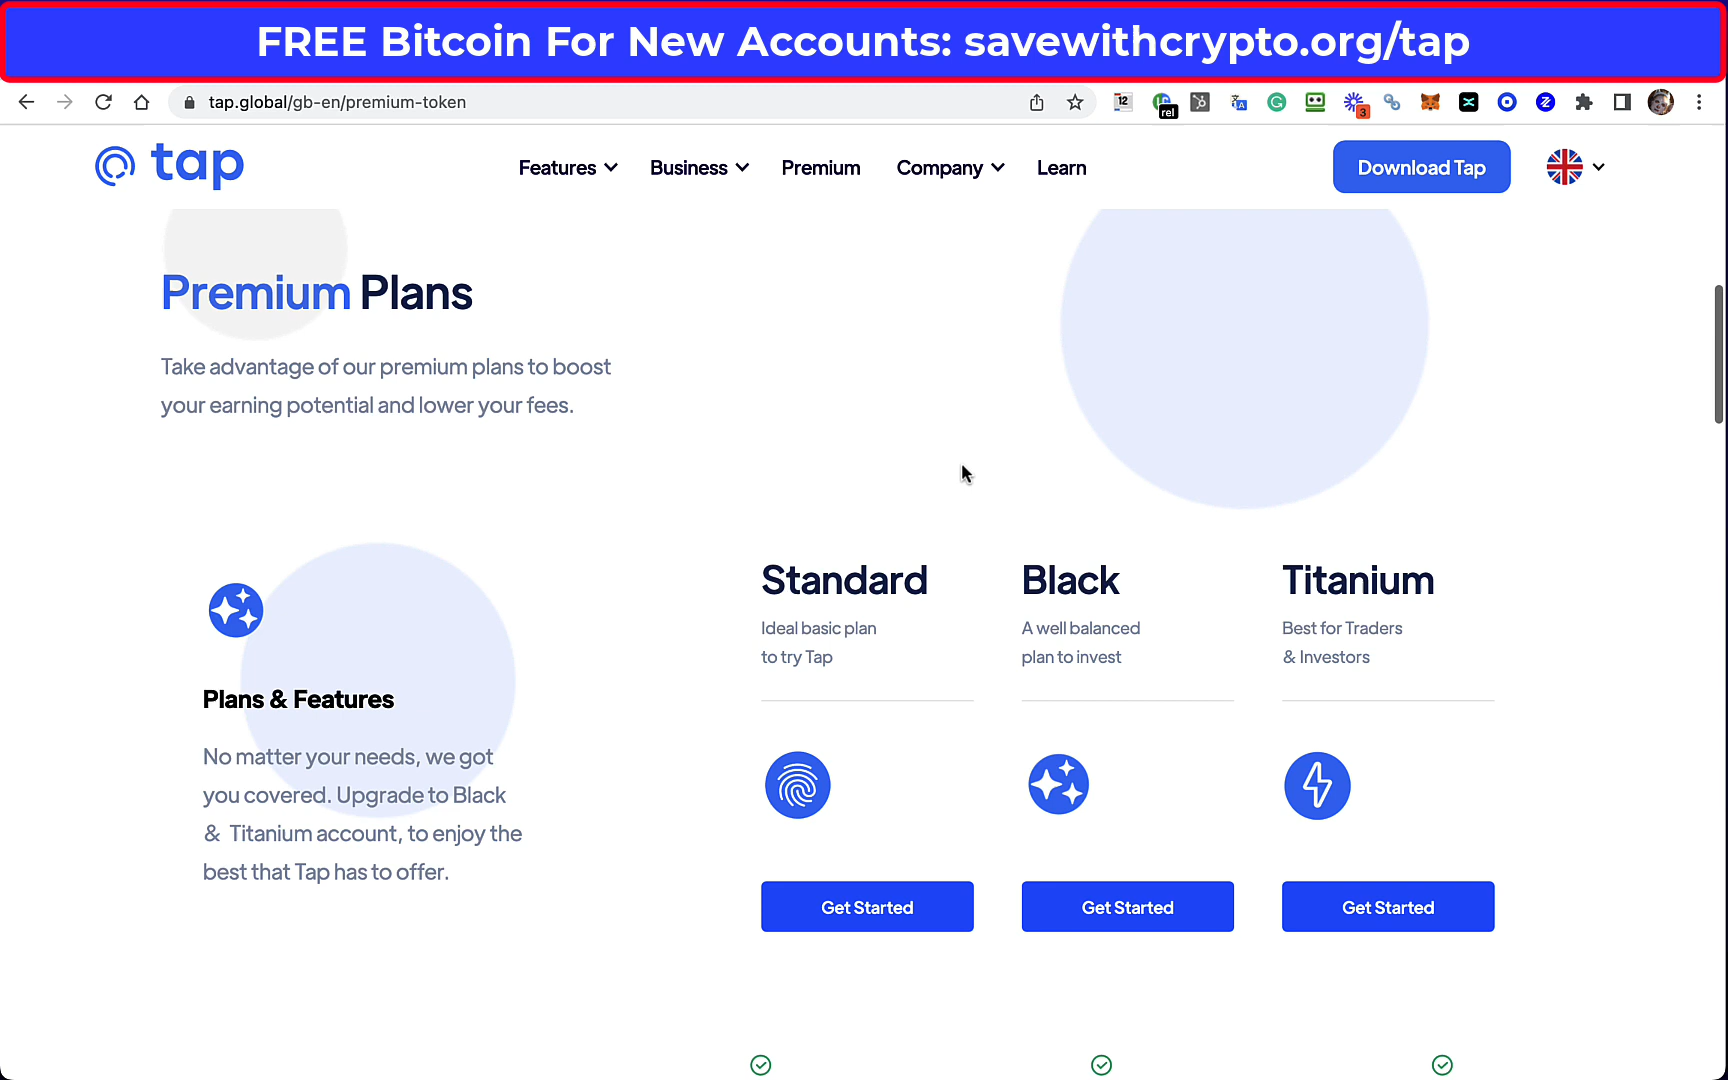 FREE Bitcoin For New Accounts: savewithcrypto.org/tap
tap.global/gb-en/premium-token
12
rel
3
tap
Features
Business
Premium
Company
Learn
Download Tap
Premium Plans
Take advantage of our premium plans to boost
your earning potential and lower your fees.
Plans & Features
No matter your needs, we got
you covered. Upgrade to Black
& Titanium account, to enjoy the
best that Tap has to offer.
Standard
Ideal basic plan
to try Tap
Get Started
Black
A well balanced
plan to invest
Get Started
Titanium
Best for Traders
& Investors
Get Started